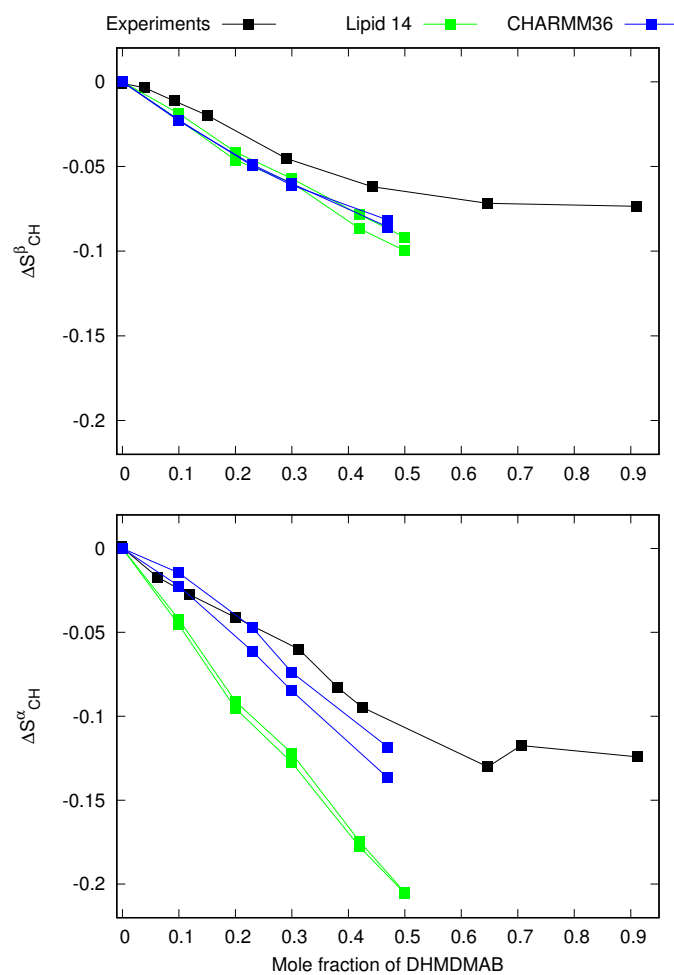 Experiments Lipid 14 CHARMM36
0
-0.05
-0.1
-0.15
-0.2
ΔS^β_CH
0 0.1 0.2 0.3 0.4 0.5 0.6 0.7 0.8 0.9
0
-0.05
-0.1
-0.15
-0.2
ΔS^α_CH
0 0.1 0.2 0.3 0.4 0.5 0.6 0.7 0.8 0.9
Mole fraction of DHMDMAB